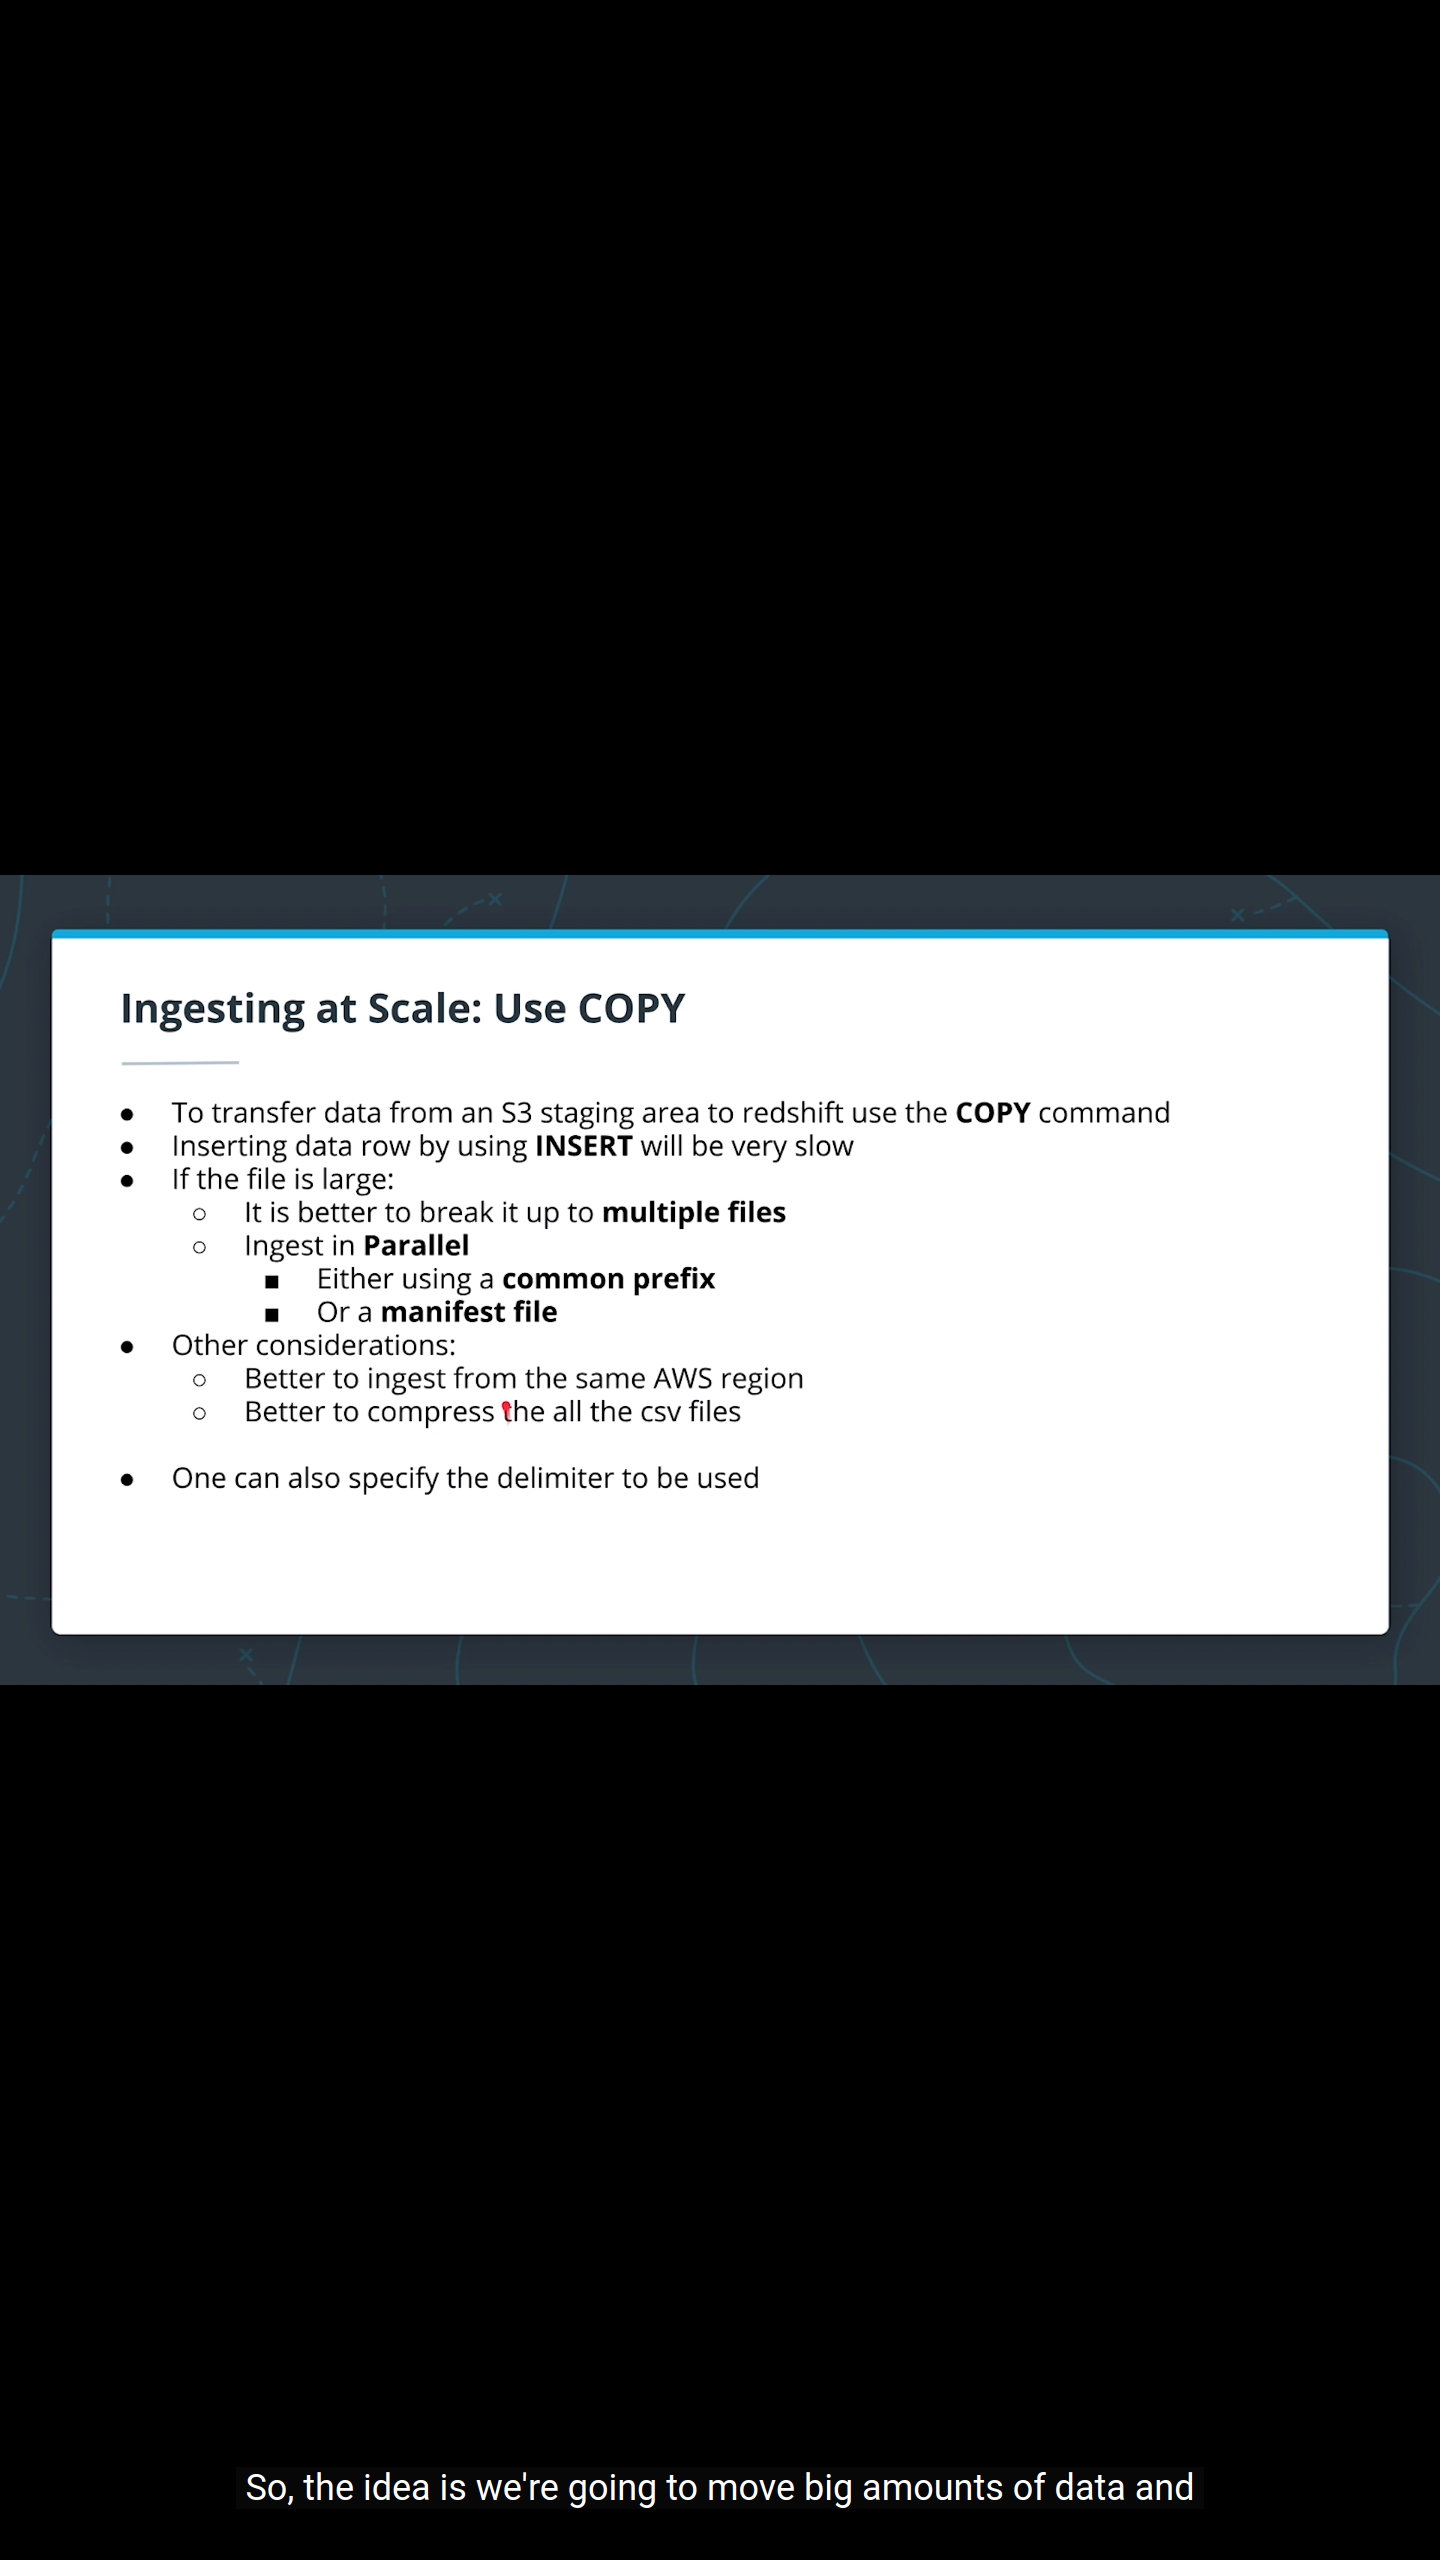 Ingesting at Scale: Use COPY
● To transfer data from an S3 staging area to redshift use the COPY command
● Inserting data row by using INSERT will be very slow
● If the file is large:
○ It is better to break it up to multiple files
○ Ingest in Parallel
■ Either using a common prefix
■ Or a manifest file
● Other considerations:
○ Better to ingest from the same AWS region
○ Better to compress the all the csv files
● One can also specify the delimiter to be used
So, the idea is we're going to move big amounts of data and